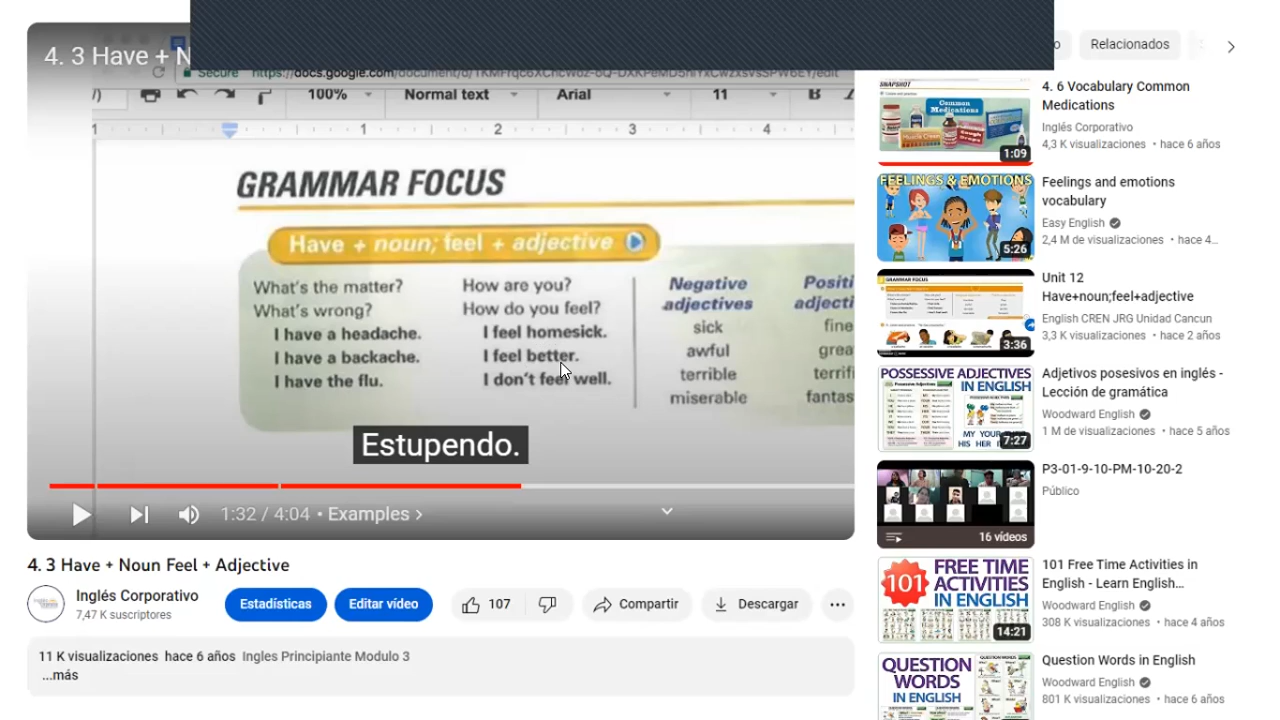 4. 3 Have + N
Secure https://docs.google.com/document/d/
100% Normal text Arial 11 B
1 1 2 3 4
GRAMMAR FOCUS
Have + noun; feel + adjective
What's the matter?
What's wrong?
I have a headache.
I have a backache.
I have the flu.
How are you?
How do you feel?
I feel homesick.
I feel better.
I don't feel well.
Negative
adjectives
sick
awful
terrible
miserable
Positi
adjecti
fine
grea
terrifi
fantas
Estupendo.
1:32 / 4:04 • Examples ›
4. 3 Have + Noun Feel + Adjective
Inglés Corporativo
7,47 K suscriptores
Estadísticas
Editar vídeo
107
Compartir
Descargar
11 K visualizaciones hace 6 años Ingles Principiante Modulo 3
...más
o
Relacionados
SNAPSHOT
Common
Medications
1:09
4. 6 Vocabulary Common
Medications
Inglés Corporativo
4,3 K visualizaciones • hace 6 años
FEELINGS & EMOTIONS
5:26
Feelings and emotions
vocabulary
Easy English
2,4 M de visualizaciones • hace 4...
GRAMMAR FOCUS
3:36
Unit 12
Have+noun;feel+adjective
English CREN JRG Unidad Cancun
3,3 K visualizaciones • hace 2 años
POSSESSIVE ADJECTIVES
IN ENGLISH
MY YOUR
HIS HER
7:27
Adjetivos posesivos en inglés -
Lección de gramática
Woodward English
1 M de visualizaciones • hace 5 años
16 vídeos
P3-01-9-10-PM-10-20-2
Público
101
FREE TIME
ACTIVITIES
IN ENGLISH
14:21
101 Free Time Activities in
English - Learn English...
Woodward English
308 K visualizaciones • hace 4 años
QUESTION
WORDS
IN ENGLISH
Question Words in English
Woodward English
801 K visualizaciones • hace 6 años